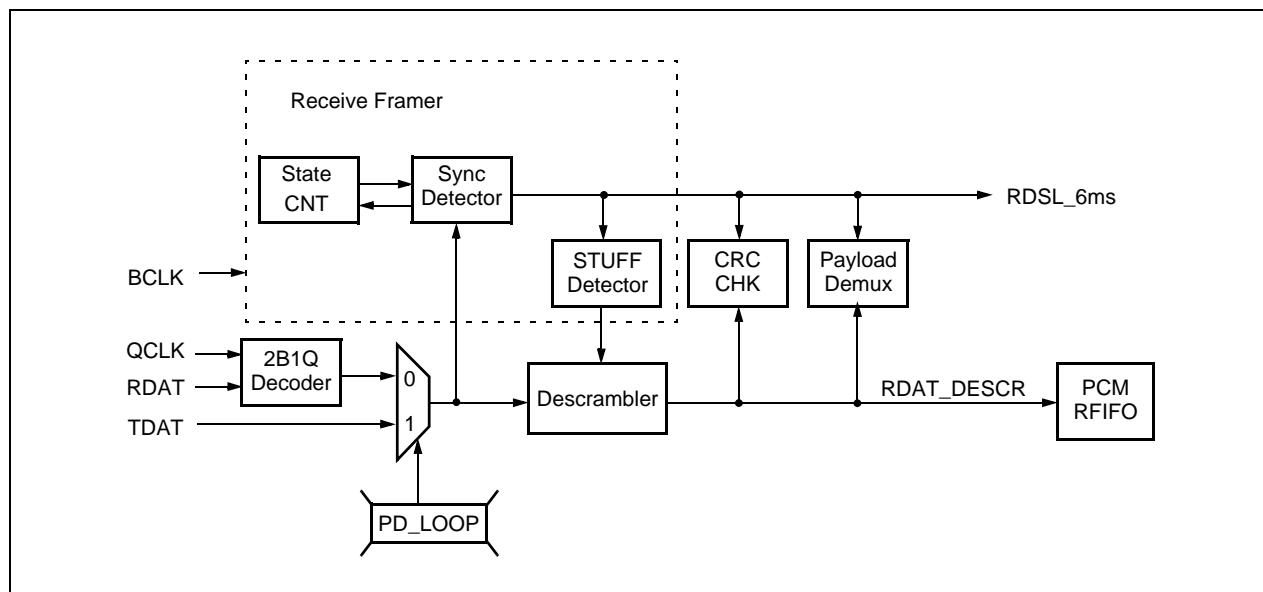 Receive Framer
State
CNT
Sync
Detector
RDSL_6ms
STUFF
Detector
CRC
CHK
Payload
Demux
BCLK
QCLK
RDAT
TDAT
2B1Q
Decoder
0
1
Descrambler
RDAT_DESCR
PCM
RFIFO
PD_LOOP